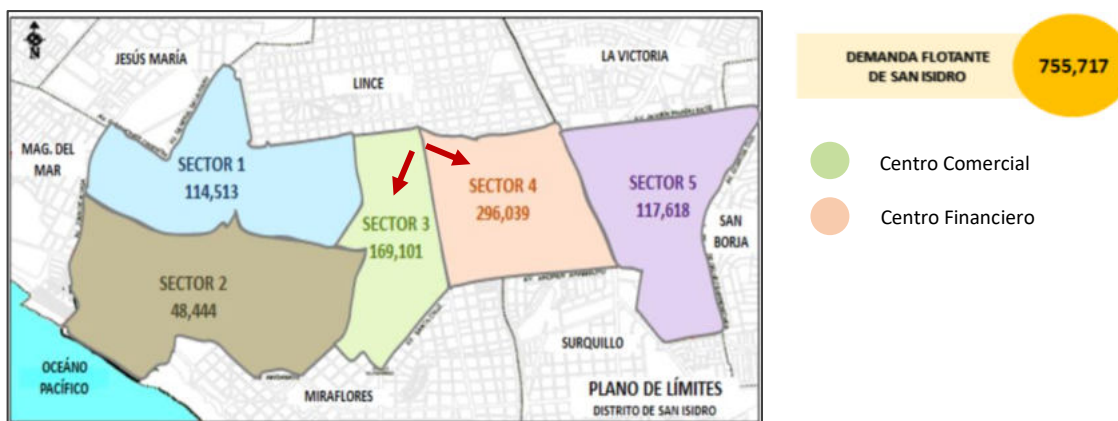 N
JESÚS MARÍA
LINCE
LA VICTORIA
MAG. DEL
MAR
SECTOR 1
114,513
SECTOR 2
48,444
SECTOR 3
169,101
SECTOR 4
296,039
SECTOR 5
117,618
SAN
BORJA
SURQUILLO
MIRAFLORES
OCEÁNO
PACÍFICO
PLANO DE LÍMITES
DISTRITO DE SAN ISIDRO
DEMANDA FLOTANTE
DE SAN ISIDRO
755,717
Centro Comercial
Centro Financiero